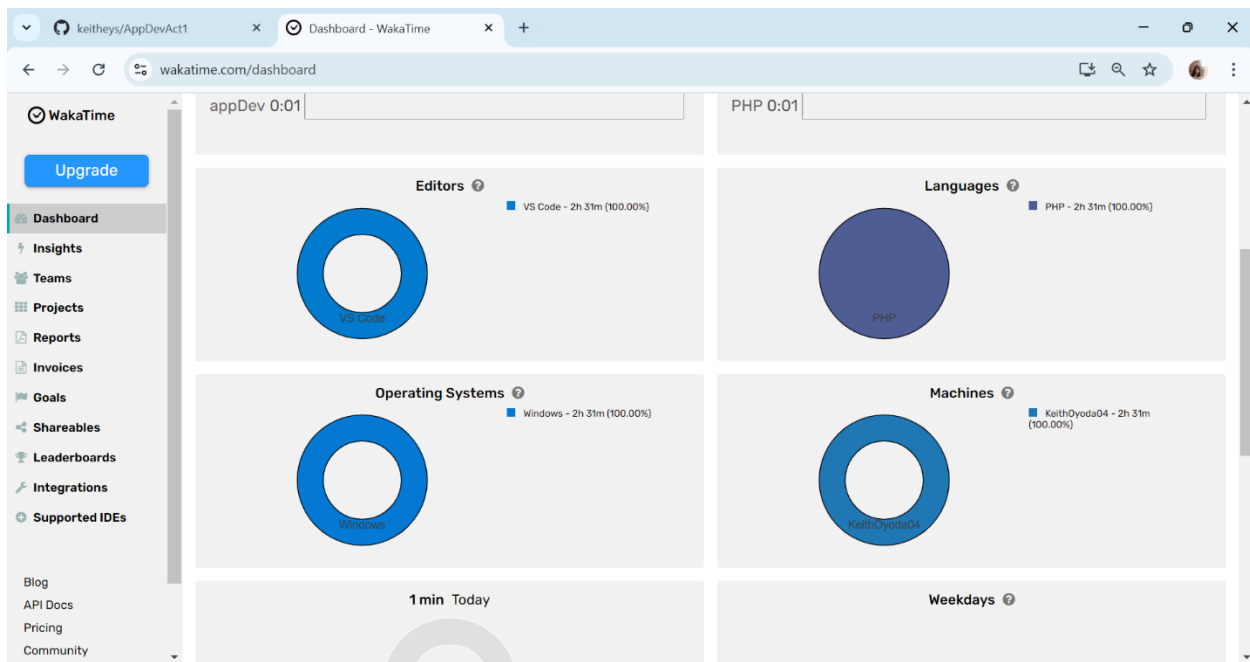 keitheys/AppDevAct1
Dashboard - WakaTime
wakatime.com/dashboard
WakaTime
Upgrade
Dashboard
Insights
Teams
Projects
Reports
Invoices
Goals
Shareables
Leaderboards
Integrations
Supported IDEs
Blog
API Docs
Pricing
Community
appDev 0:01
PHP 0:01
Editors
VS Code - 2h 31m (100.00%)
VS Code
Languages
PHP - 2h 31m (100.00%)
PHP
Operating Systems
Windows - 2h 31m (100.00%)
Windows
Machines
KeithOyoda04 - 2h 31m
(100.00%)
KeithOyoda04
1 min Today
Weekdays